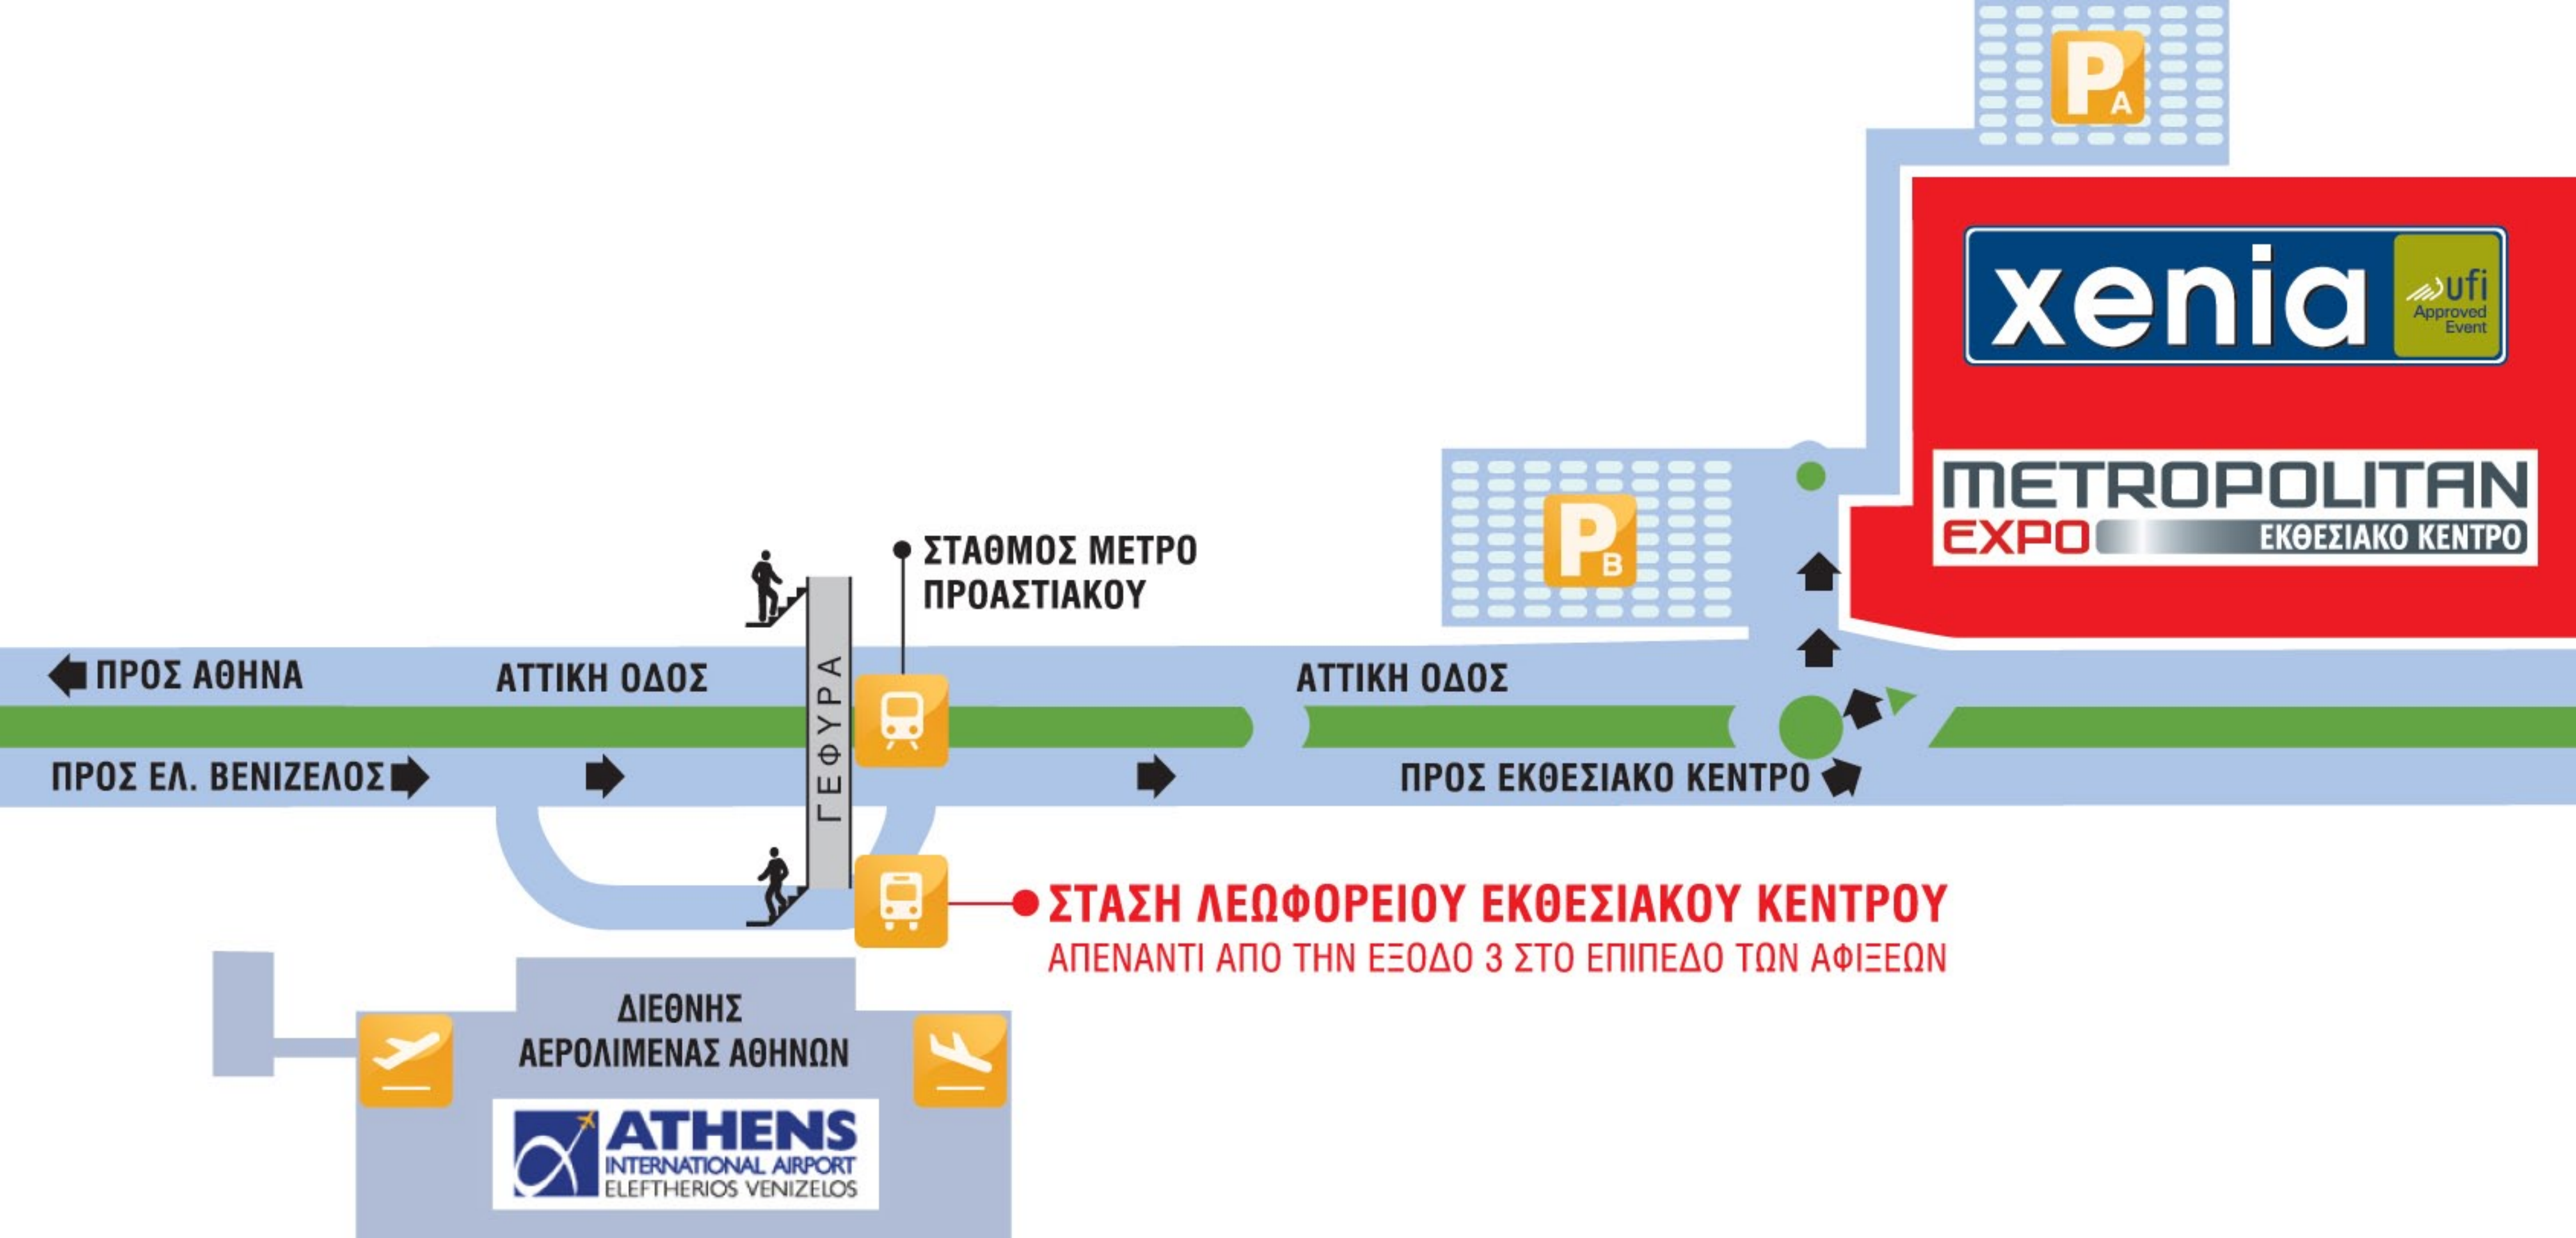 P A
xenia
ufi
Approved
Event
METROPOLITAN
EXPO ΕΚΘΕΣΙΑΚΟ ΚΕΝΤΡΟ
P B
ΣΤΑΘΜΟΣ ΜΕΤΡΟ
ΠΡΟΑΣΤΙΑΚΟΥ
ΠΡΟΣ ΑΘΗΝΑ
ΑΤΤΙΚΗ ΟΔΟΣ
ΓΕΦΥΡΑ
ΑΤΤΙΚΗ ΟΔΟΣ
ΠΡΟΣ ΕΛ. ΒΕΝΙΖΕΛΟΣ
ΠΡΟΣ ΕΚΘΕΣΙΑΚΟ ΚΕΝΤΡΟ
ΣΤΑΣΗ ΛΕΩΦΟΡΕΙΟΥ ΕΚΘΕΣΙΑΚΟΥ ΚΕΝΤΡΟΥ
ΑΠΕΝΑΝΤΙ ΑΠΟ ΤΗΝ ΕΞΟΔΟ 3 ΣΤΟ ΕΠΙΠΕΔΟ ΤΩΝ ΑΦΙΞΕΩΝ
ΔΙΕΘΝΗΣ
ΑΕΡΟΛΙΜΕΝΑΣ ΑΘΗΝΩΝ
ATHENS
INTERNATIONAL AIRPORT
ELEFTHERIOS VENIZELOS